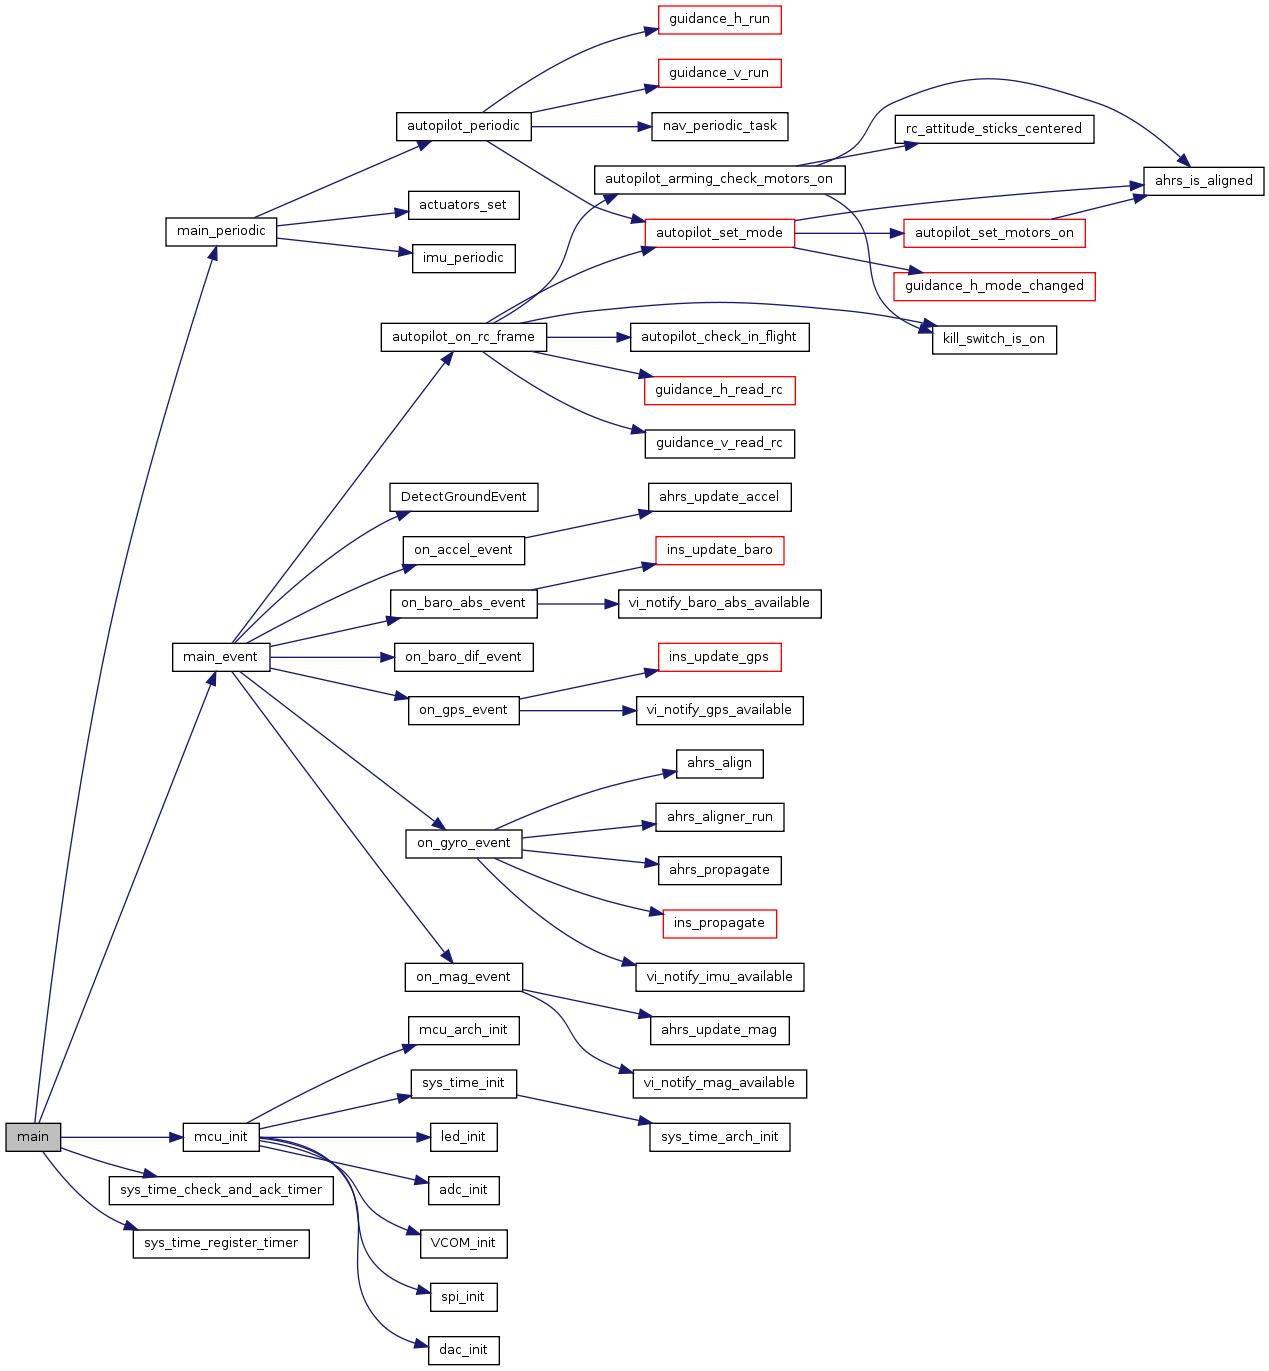 guidance_h_run
guidance_v_run
autopilot_periodic
nav_periodic_task
rc_attitude_sticks_centered
autopilot_arming_check_motors_on
ahrs_is_aligned
actuators_set
main_periodic
autopilot_set_mode
autopilot_set_motors_on
imu_periodic
guidance_h_mode_changed
autopilot_on_rc_frame
autopilot_check_in_flight
kill_switch_is_on
guidance_h_read_rc
guidance_v_read_rc
DetectGroundEvent
ahrs_update_accel
on_accel_event
ins_update_baro
on_baro_abs_event
vi_notify_baro_abs_available
main_event
on_baro_dif_event
ins_update_gps
on_gps_event
vi_notify_gps_available
ahrs_align
ahrs_aligner_run
on_gyro_event
ahrs_propagate
ins_propagate
on_mag_event
vi_notify_imu_available
mcu_arch_init
ahrs_update_mag
sys_time_init
vi_notify_mag_available
main
mcu_init
led_init
sys_time_arch_init
sys_time_check_and_ack_timer
adc_init
sys_time_register_timer
VCOM_init
spi_init
dac_init